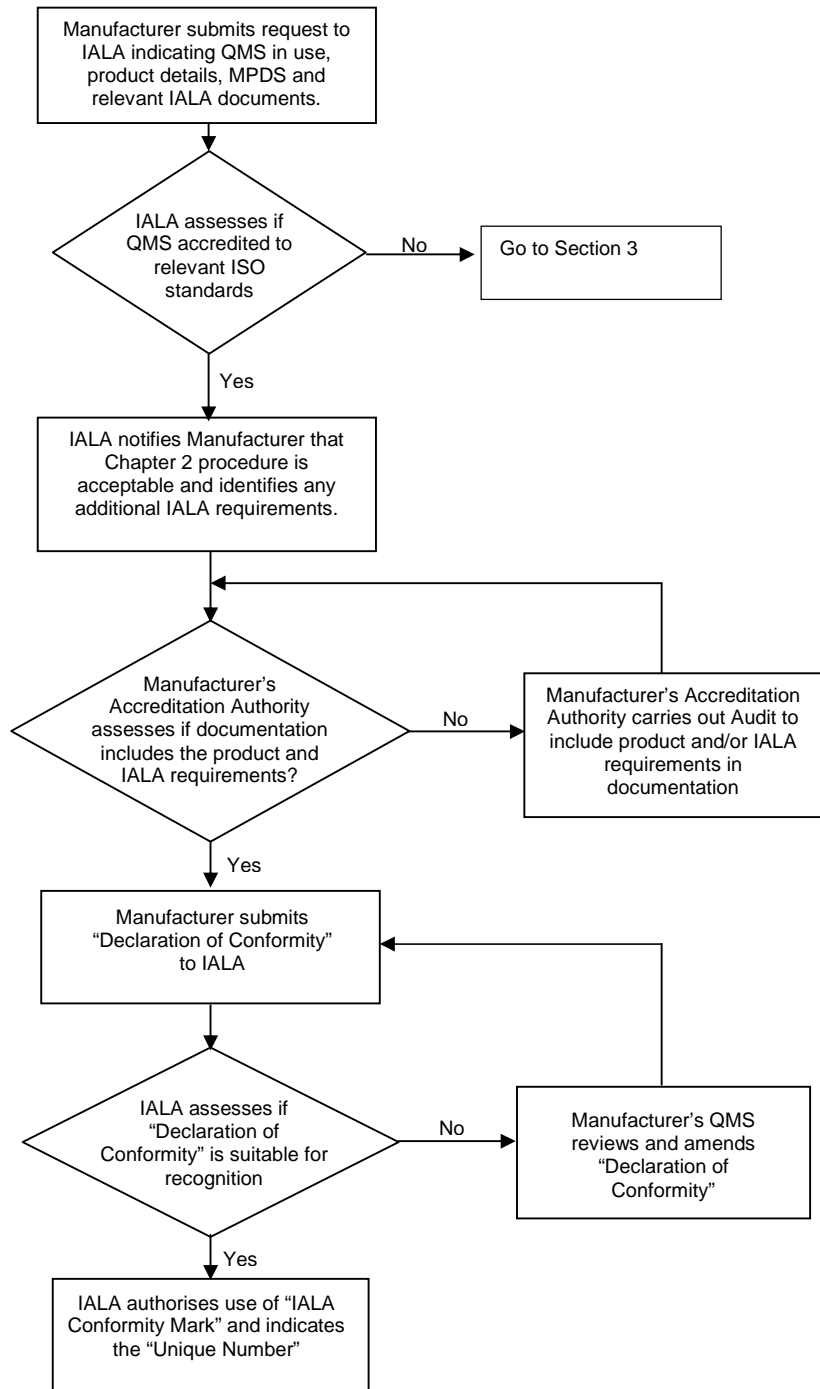 Manufacturer submits request to
IALA indicating QMS in use,
product details, MPDS and
relevant IALA documents.
IALA assesses if
QMS accredited to
relevant ISO
standards
No
Go to Section 3
Yes
IALA notifies Manufacturer that
Chapter 2 procedure is
acceptable and identifies any
additional IALA requirements.
Manufacturer’s
Accreditation Authority
assesses if documentation
includes the product and
IALA requirements?
No
Manufacturer’s Accreditation
Authority carries out Audit to
include product and/or IALA
requirements in
documentation
Yes
Manufacturer submits
“Declaration of Conformity”
to IALA
IALA assesses if
“Declaration of
Conformity” is suitable for
recognition
No
Manufacturer’s QMS
reviews and amends
“Declaration of
Conformity”
Yes
IALA authorises use of “IALA
Conformity Mark” and indicates
the “Unique Number”